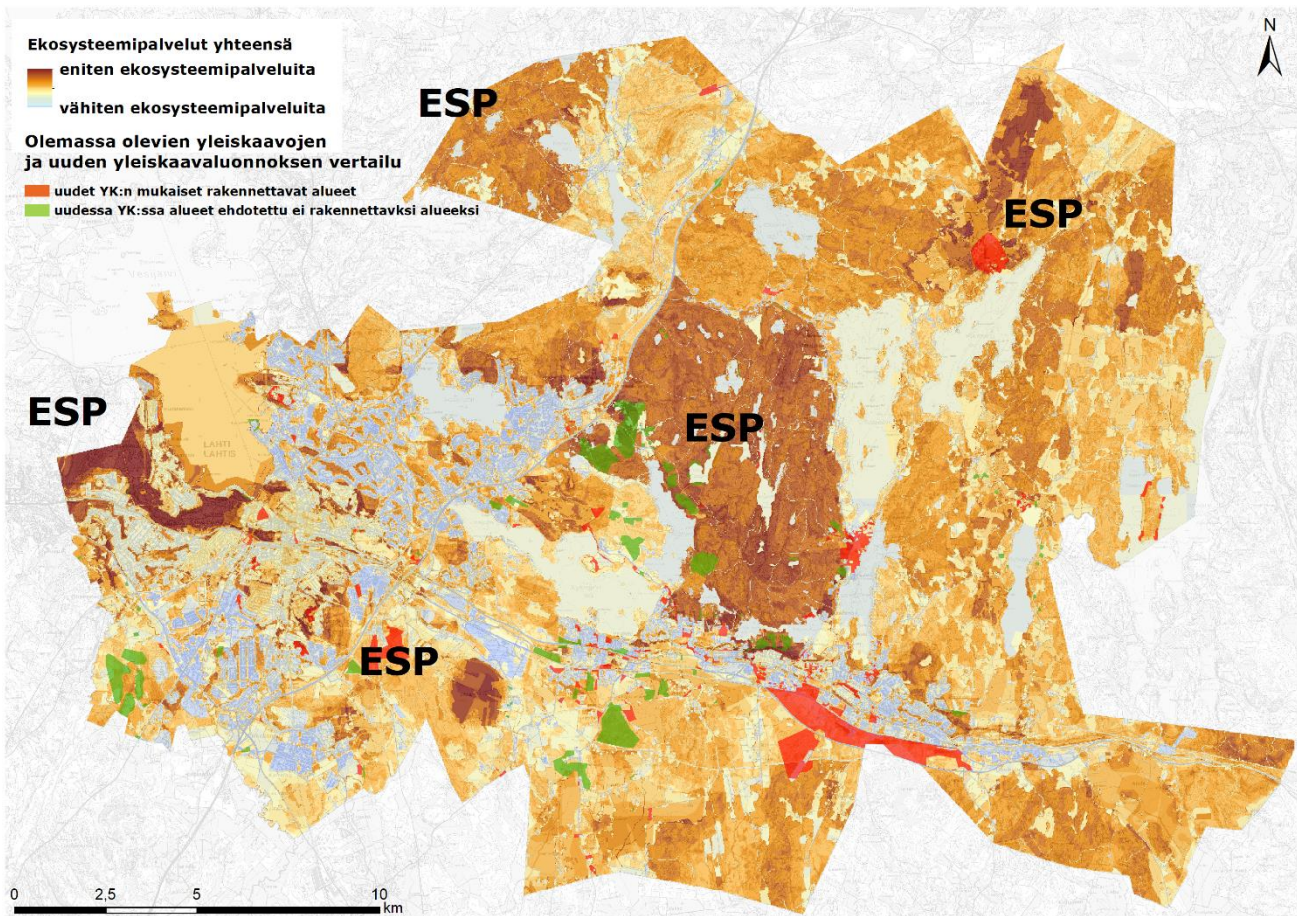 Ekosysteemipalvelut yhteensä
eniten ekosysteemipalveluita
vähiten ekosysteemipalveluita
Olemassa olevien yleiskaavojen
ja uuden yleiskaavaluonnoksen vertailu
uudet YK:n mukaiset rakennettavat alueet
uudessa YK:ssa alueet ehdotettu ei rakennettavksi alueeksi
N
ESP
ESP
ESP
ESP
LAHTI
LAHTIS
ESP
0 2,5 5 10
km